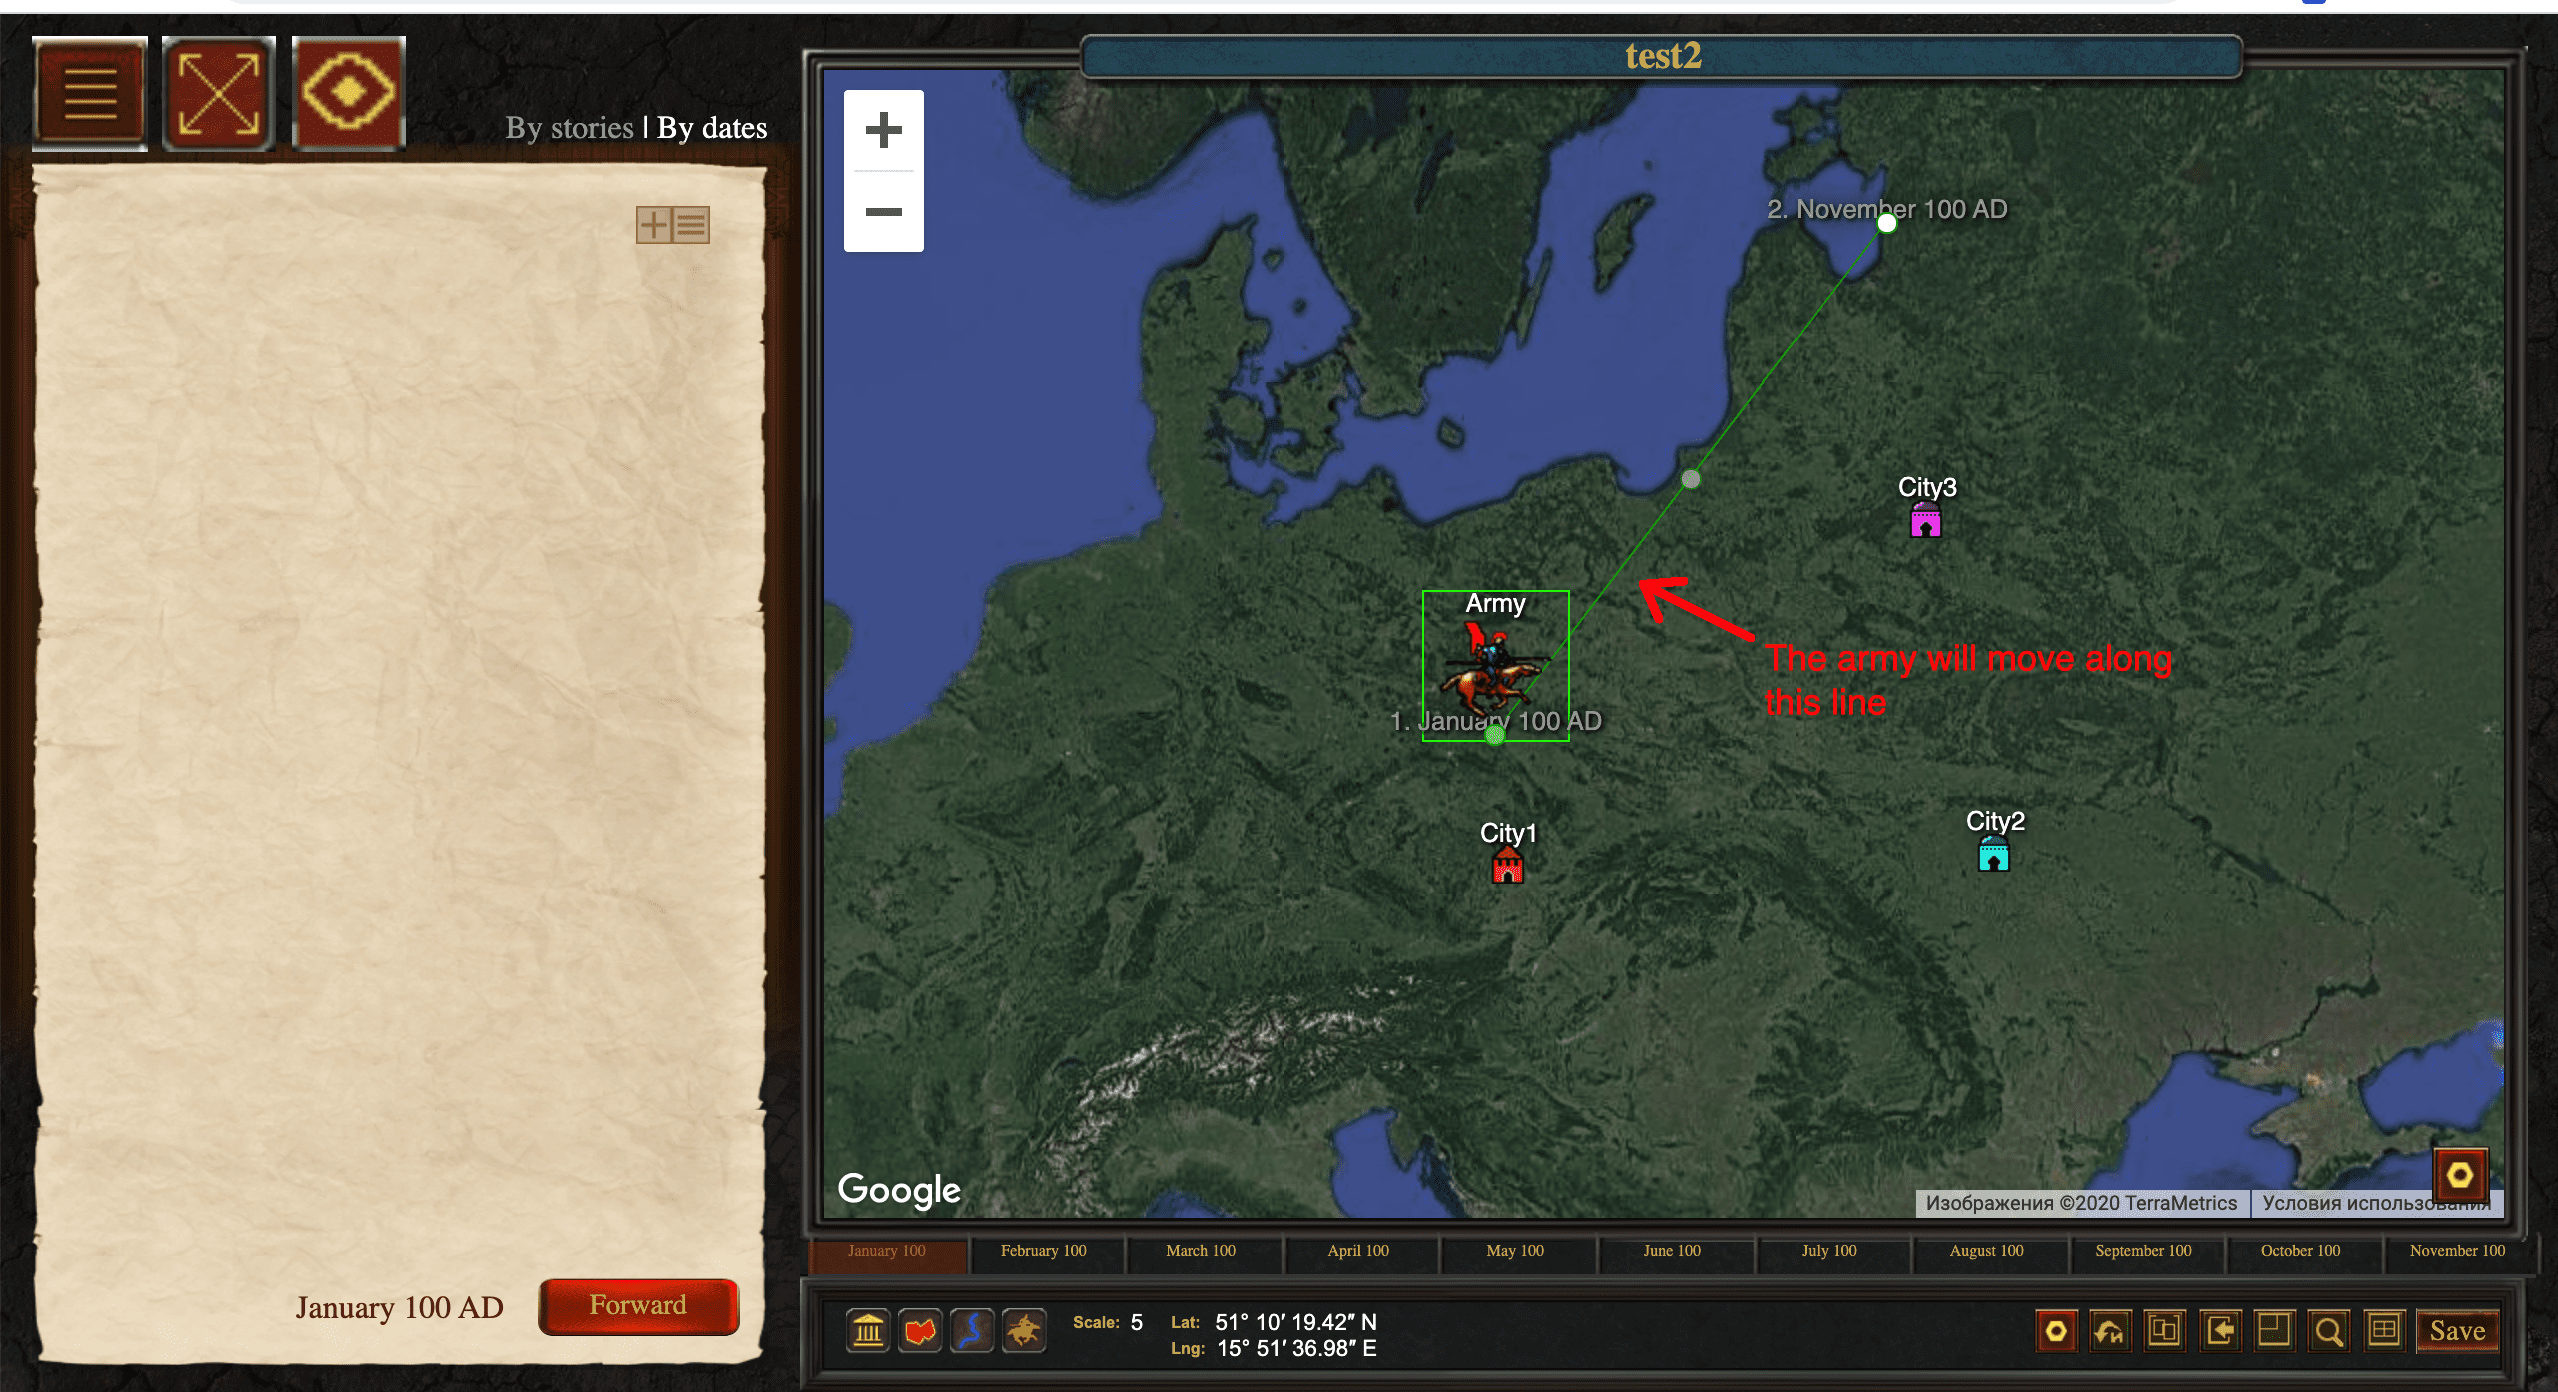 test2
By stories | By dates
2. November 100 AD
City3
Army
The army will move along
this line
1. January 100 AD
City1
City2
Google
Изображения ©2020 TerraMetrics
Условия использования
January 100
February 100
March 100
April 100
May 100
June 100
July 100
August 100
September 100
October 100
November 100
January 100 AD
Forward
Scale: 5
Lat: 51° 10′ 19.42″ N
Lng: 15° 51′ 36.98″ E
Save